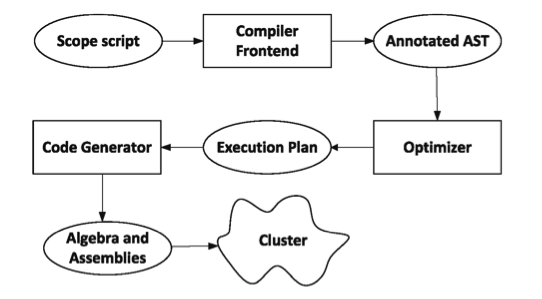 Scope script
Compiler
Frontend
Annotated AST
Code Generator
Execution Plan
Optimizer
Algebra and
Assemblies
Cluster